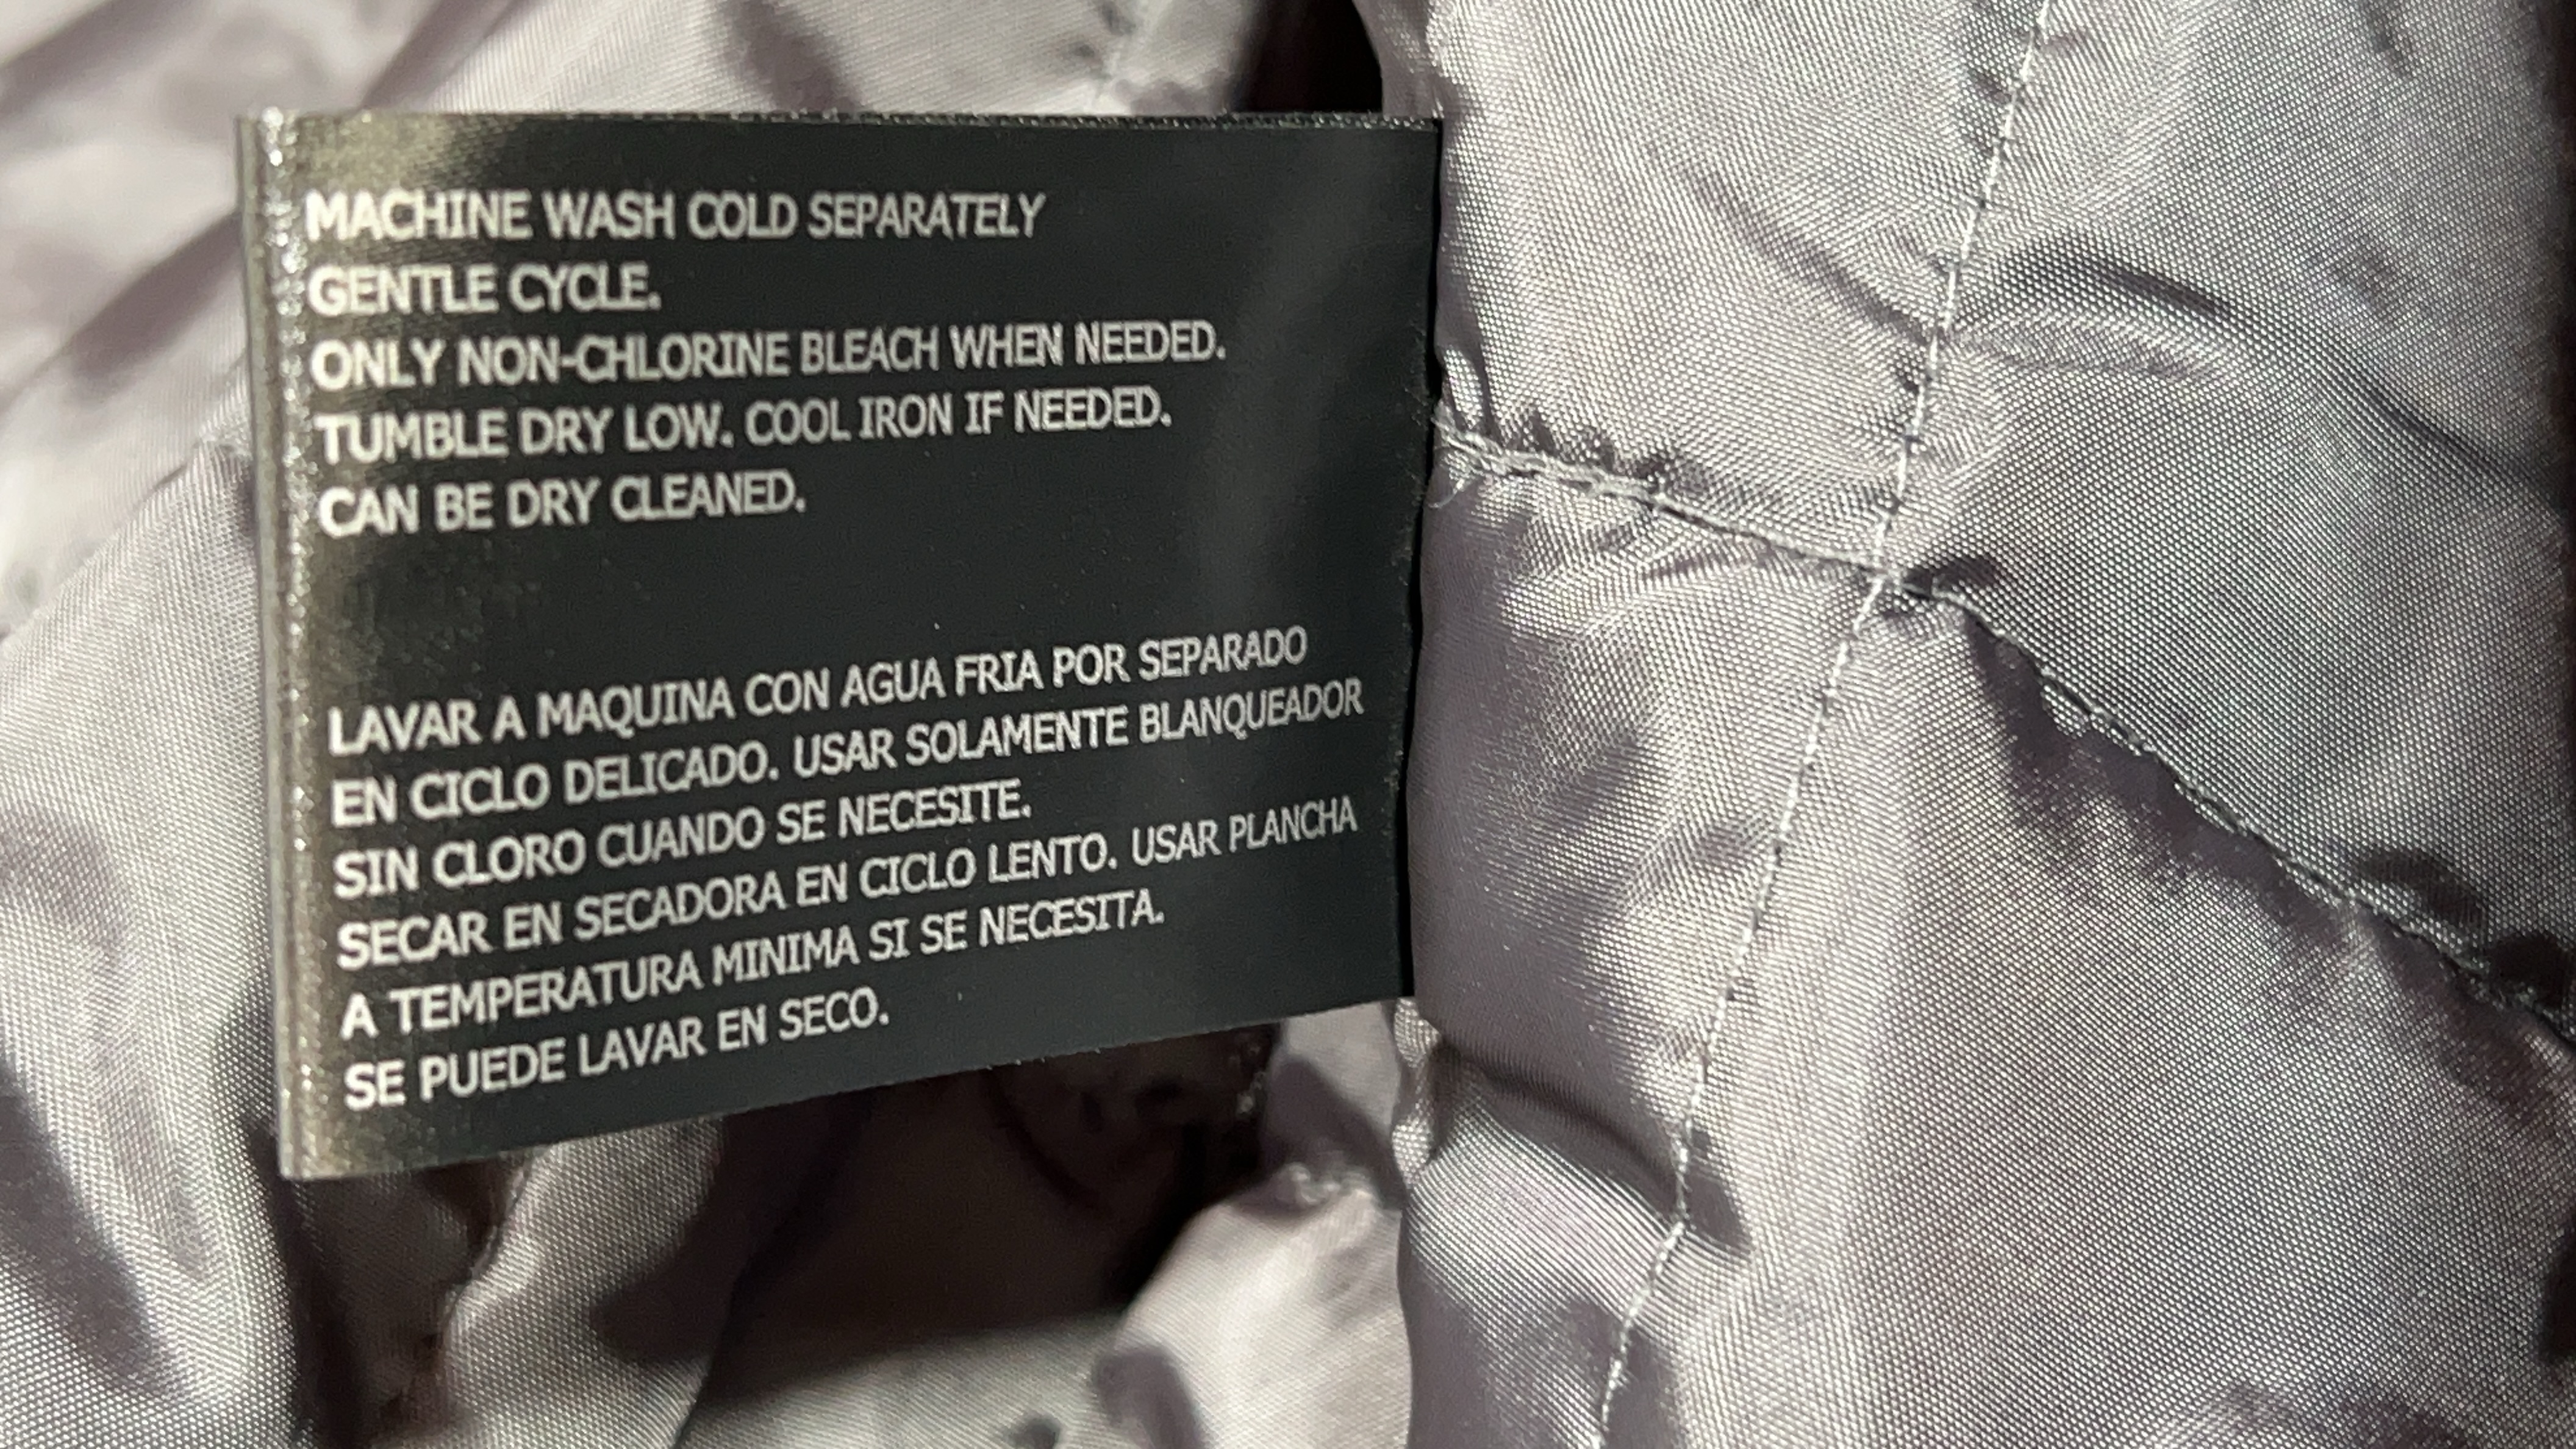 MACHINE WASH COLD SEPARATELY
GENTLE CYCLE.
ONLY NON-CHLORINE BLEACH WHEN NEEDED.
TUMBLE DRY LOW. COOL IRON IF NEEDED.
CAN BE DRY CLEANED.
LAVAR A MAQUINA CON AGUA FRIA POR SEPARADO
EN CICLO DELICADO. USAR SOLAMENTE BLANQUEADOR
SIN CLORO CUANDO SE NECESITE.
SECAR EN SECADORA EN CICLO LENTO. USAR PLANCHA
A TEMPERATURA MINIMA SI SE NECESITA.
SE PUEDE LAVAR EN SECO.